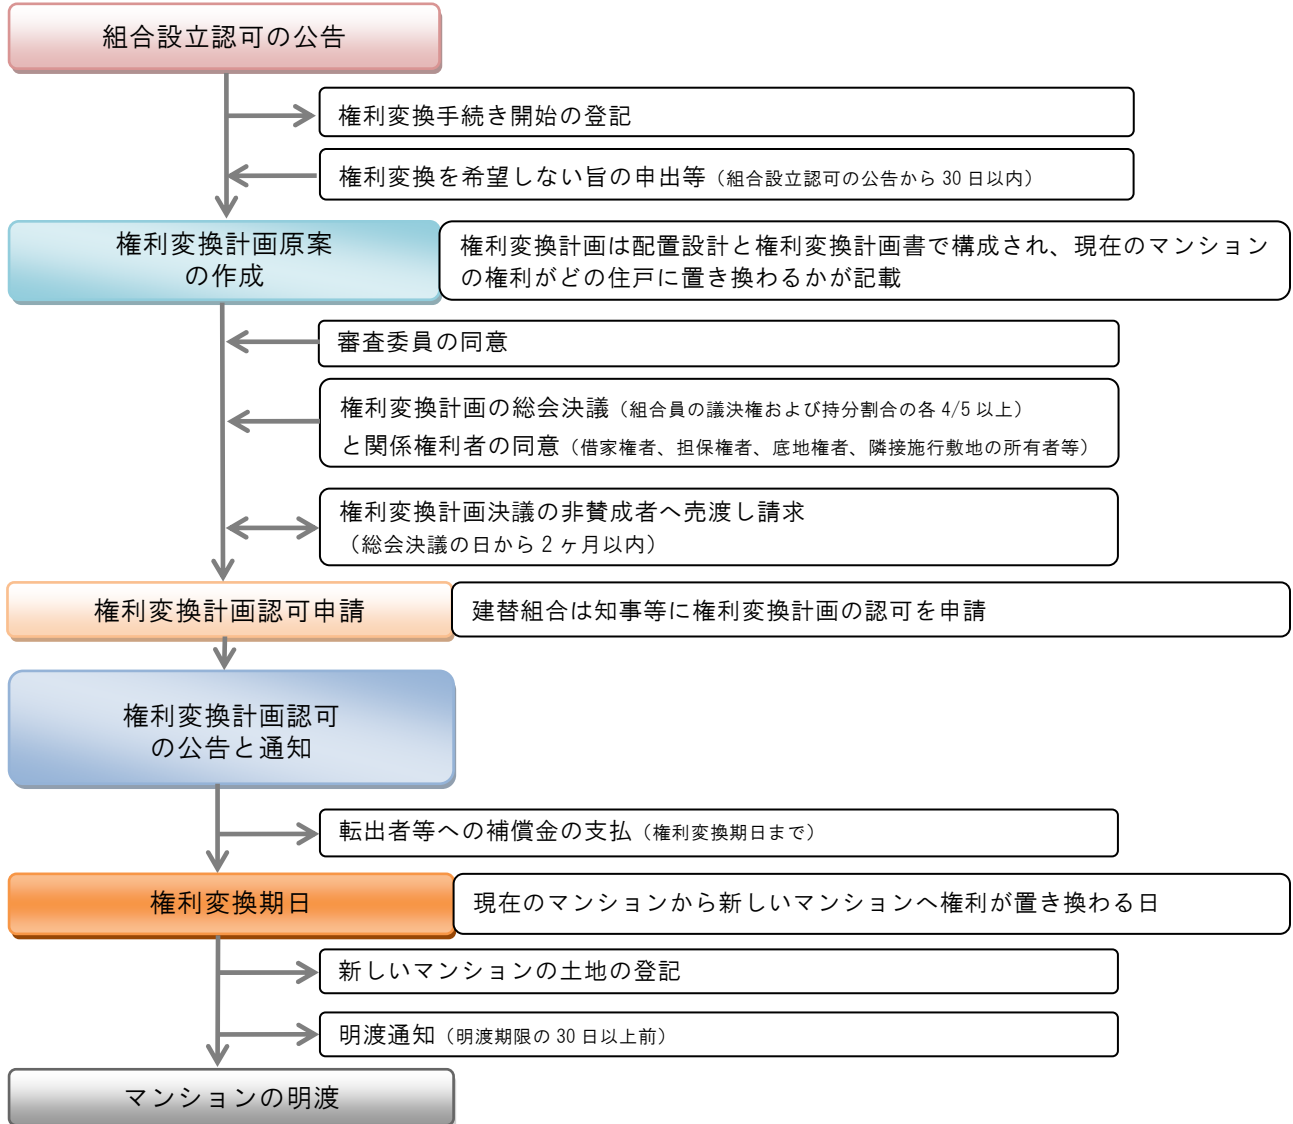 組合設立認可の公告
権利変換手続き開始の登記
権利変換を希望しない旨の申出等（組合設立認可の公告から 30 日以内）
権利変換計画原案
の作成
権利変換計画は配置設計と権利変換計画書で構成され、現在のマンション
の権利がどの住戸に置き換わるかが記載
審査委員の同意
権利変換計画の総会決議（組合員の議決権および持分割合の各 4/5 以上）
と関係権利者の同意（借家権者、担保権者、底地権者、隣接施行敷地の所有者等）
権利変換計画決議の非賛成者へ売渡し請求
（総会決議の日から 2 ヶ月以内）
権利変換計画認可申請
建替組合は知事等に権利変換計画の認可を申請
権利変換計画認可
の公告と通知
転出者等への補償金の支払（権利変換期日まで）
権利変換期日
現在のマンションから新しいマンションへ権利が置き換わる日
新しいマンションの土地の登記
明渡通知（明渡期限の 30 日以上前）
マンションの明渡